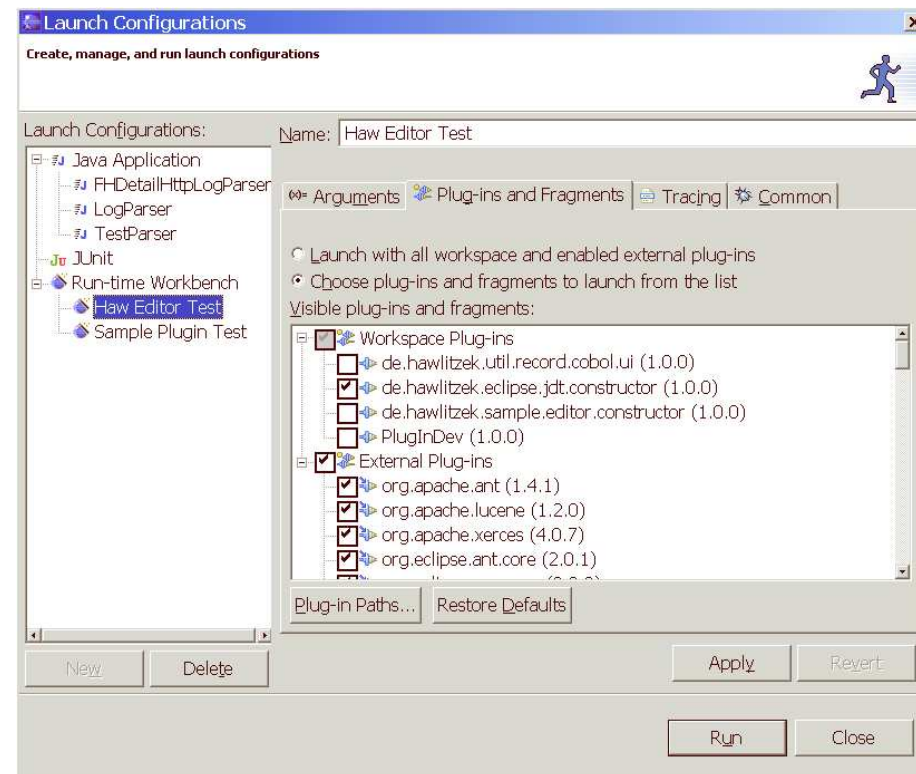 Launch Configurations
Create, manage, and run launch configurations
Launch Configurations:
Java Application
FHDetailHttpLogParser
LogParser
TestParser
JUnit
Run-time Workbench
Haw Editor Test
Sample Plugin Test
New
Delete
Name: Haw Editor Test
Arguments Plug-ins and Fragments Tracing Common
Launch with all workspace and enabled external plug-ins
Choose plug-ins and fragments to launch from the list
Visible plug-ins and fragments:
Workspace Plug-ins
de.hawlitzek.util.record.cobol.ui (1.0.0)
de.hawlitzek.eclipse.jdt.constructor (1.0.0)
de.hawlitzek.sample.editor.constructor (1.0.0)
PlugInDev (1.0.0)
External Plug-ins
org.apache.ant (1.4.1)
org.apache.lucene (1.2.0)
org.apache.xerces (4.0.7)
org.eclipse.ant.core (2.0.1)
Plug-in Paths... Restore Defaults
Apply Revert
Run Close